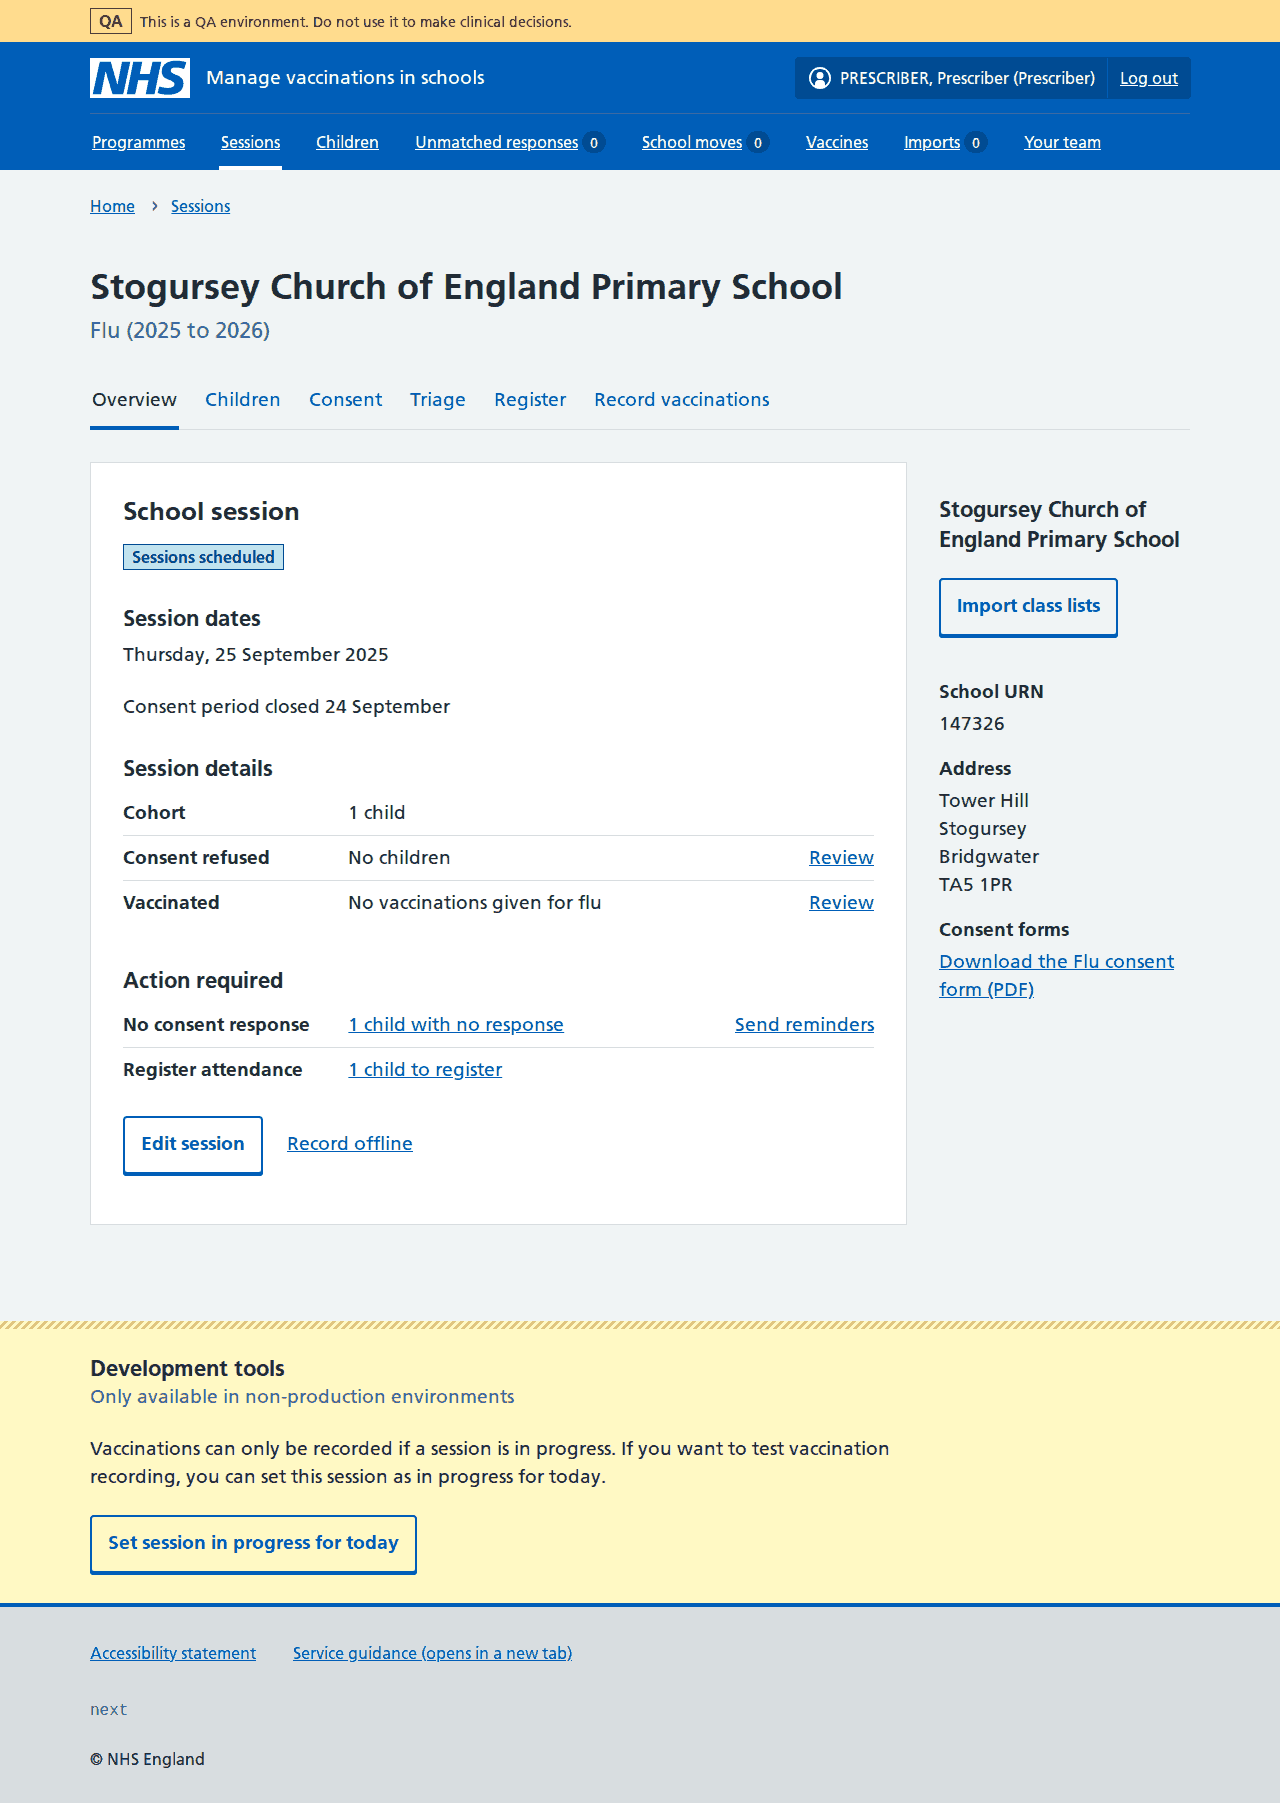 QA This is a QA environment. Do not use it to make clinical decisions.
NHS Manage vaccinations in schools PRESCRIBER, Prescriber (Prescriber) Log out
Programmes Sessions Children Unmatched responses 0 School moves 0 Vaccines Imports 0 Your team
Home › Sessions
Stogursey Church of England Primary School
Flu (2025 to 2026)
Overview Children Consent Triage Register Record vaccinations
School session
Sessions scheduled
Session dates
Thursday, 25 September 2025
Consent period closed 24 September
Session details
Cohort 1 child
Consent refused No children Review
Vaccinated No vaccinations given for flu Review
Action required
No consent response 1 child with no response Send reminders
Register attendance 1 child to register
Edit session Record offline
Stogursey Church of
England Primary School
Import class lists
School URN
147326
Address
Tower Hill
Stogursey
Bridgwater
TA5 1PR
Consent forms
Download the Flu consent
form (PDF)
Development tools
Only available in non-production environments
Vaccinations can only be recorded if a session is in progress. If you want to test vaccination
recording, you can set this session as in progress for today.
Set session in progress for today
Accessibility statement Service guidance (opens in a new tab)
next
© NHS England